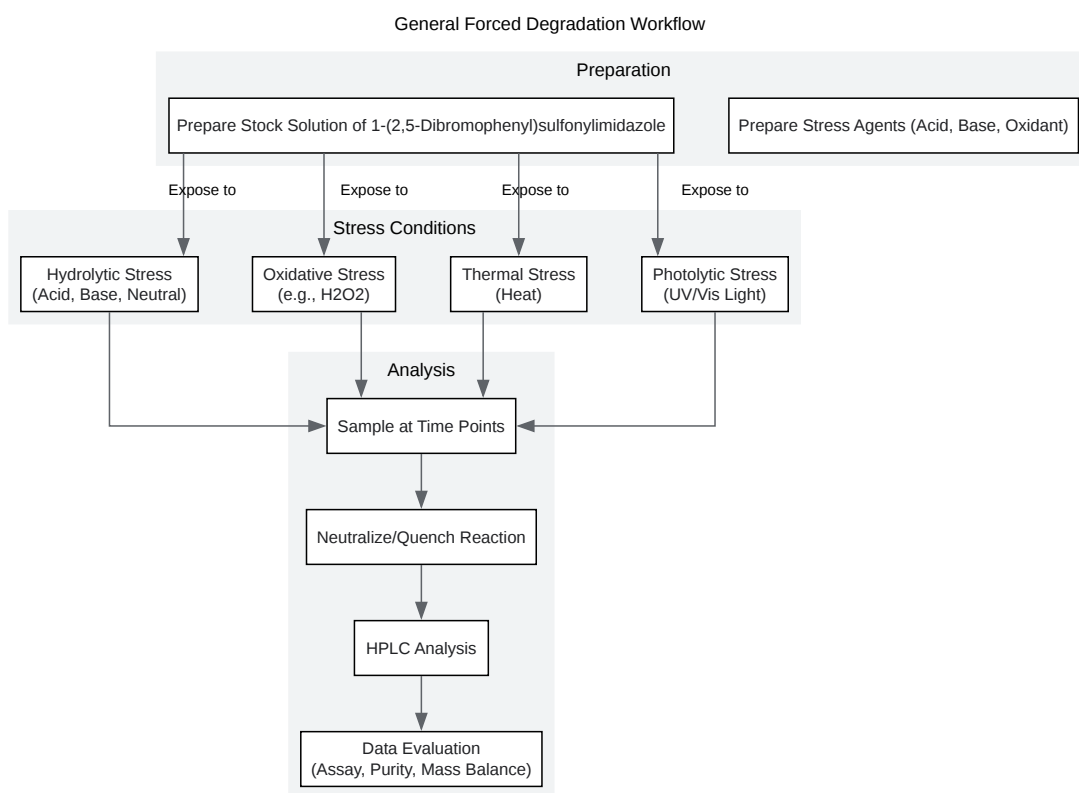 General Forced Degradation Workflow
Preparation
Prepare Stock Solution of 1-(2,5-Dibromophenyl)sulfonylimidazole
Prepare Stress Agents (Acid, Base, Oxidant)
Expose to
Expose to
Expose to
Expose to
Stress Conditions
Hydrolytic Stress
(Acid, Base, Neutral)
Oxidative Stress
(e.g., H2O2)
Thermal Stress
(Heat)
Photolytic Stress
(UV/Vis Light)
Analysis
Sample at Time Points
Neutralize/Quench Reaction
HPLC Analysis
Data Evaluation
(Assay, Purity, Mass Balance)